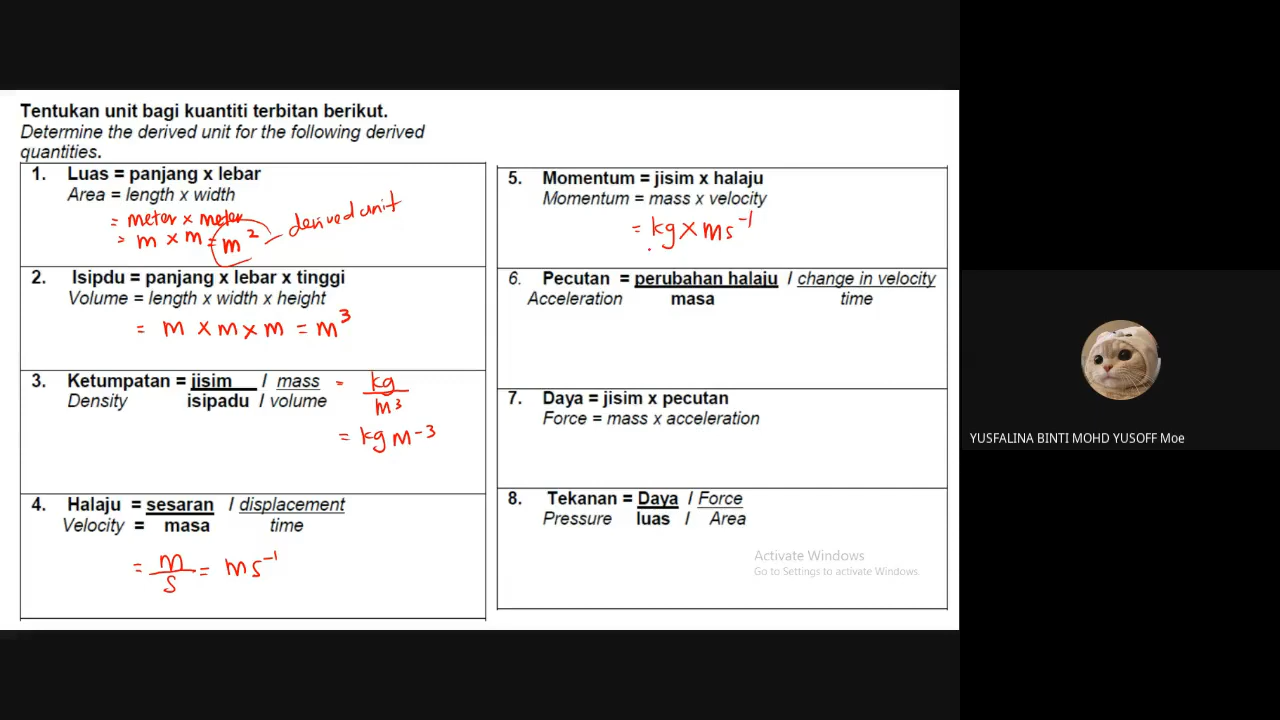 Tentukan unit bagi kuantiti terbitan berikut.
Determine the derived unit for the following derived
quantities.
1. Luas = panjang x lebar
Area = length x width
= meter × meter
= m × m = m² derived unit
2. Isipdu = panjang x lebar x tinggi
Volume = length x width x height
= m × m × m = m³
3. Ketumpatan = jisim / mass = kg
Density isipadu / volume m³
= kg m⁻³
4. Halaju = sesaran / displacement
Velocity = masa time
= m/s = ms⁻¹
5. Momentum = jisim x halaju
Momentum = mass x velocity
= kg × ms⁻¹
6. Pecutan = perubahan halaju / change in velocity
Acceleration masa time
7. Daya = jisim x pecutan
Force = mass x acceleration
8. Tekanan = Daya / Force
Pressure luas / Area
Activate Windows
Go to Settings to activate Windows.
YUSFALINA BINTI MOHD YUSOFF Moe